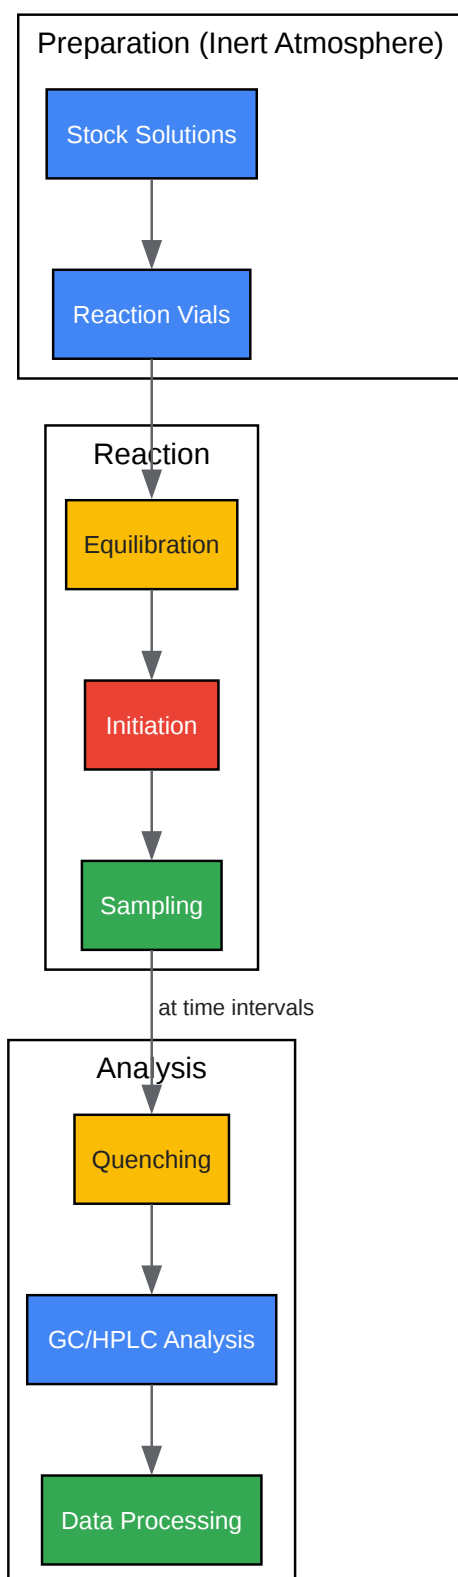 Preparation (Inert Atmosphere)
Stock Solutions
Reaction Vials
Reaction
Equilibration
Initiation
Sampling
at time intervals
Analysis
Quenching
GC/HPLC Analysis
Data Processing